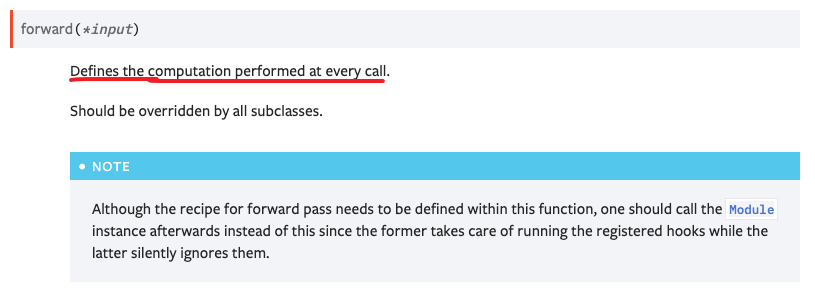 forward(*input)
Defines the computation performed at every call.
Should be overridden by all subclasses.
NOTE
Although the recipe for forward pass needs to be defined within this function, one should call the Module
instance afterwards instead of this since the former takes care of running the registered hooks while the
latter silently ignores them.